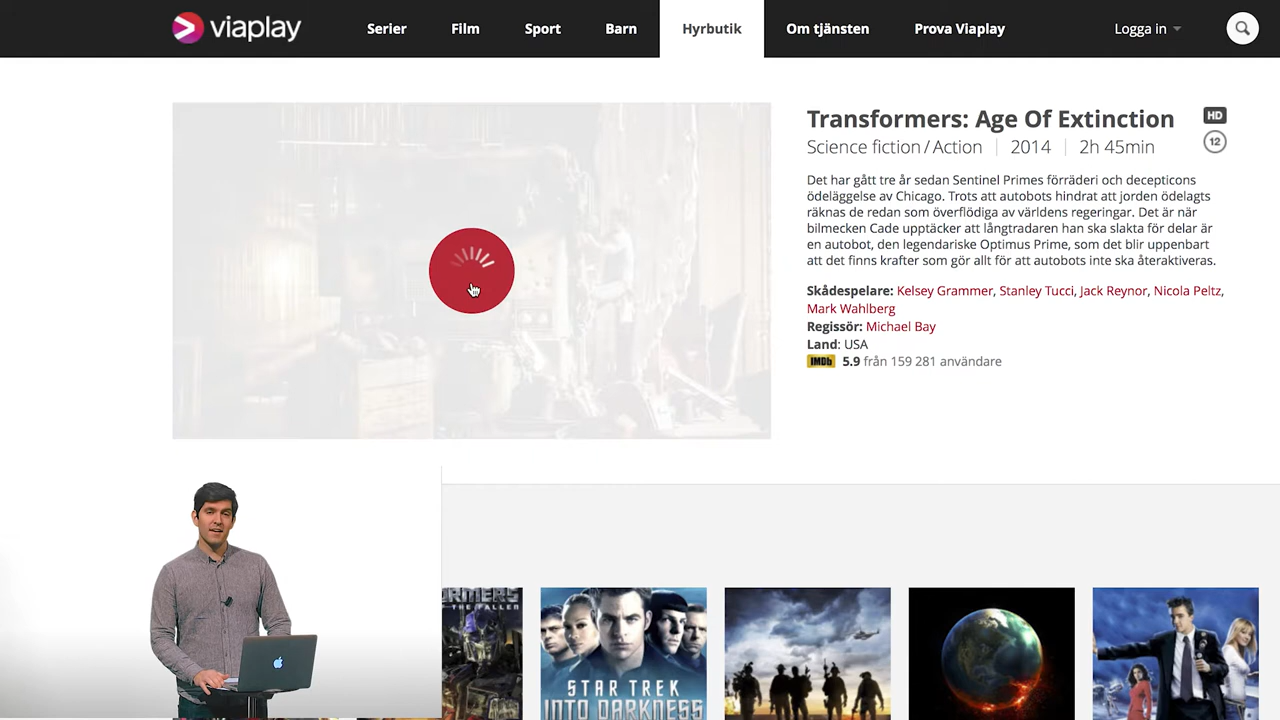 viaplay
Serier
Film
Sport
Barn
Hyrbutik
Om tjänsten
Prova Viaplay
Logga in
Transformers: Age Of Extinction
HD
Science fiction / Action | 2014 | 2h 45min
12
Det har gått tre år sedan Sentinel Primes förräderi och decepticons
ödeläggelse av Chicago. Trots att autobots hindrat att jorden ödelagts
räknas de redan som överflödiga av världens regeringar. Det är när
bilmecken Cade upptäcker att långtradaren han ska slakta för delar är
en autobot, den legendariske Optimus Prime, som det blir uppenbart
att det finns krafter som gör allt för att autobots inte ska återaktiveras.
Skådespelare: Kelsey Grammer, Stanley Tucci, Jack Reynor, Nicola Peltz,
Mark Wahlberg
Regissör: Michael Bay
Land: USA
IMDb 5.9 från 159 281 användare
STAR TREK
INTO DARKNESS